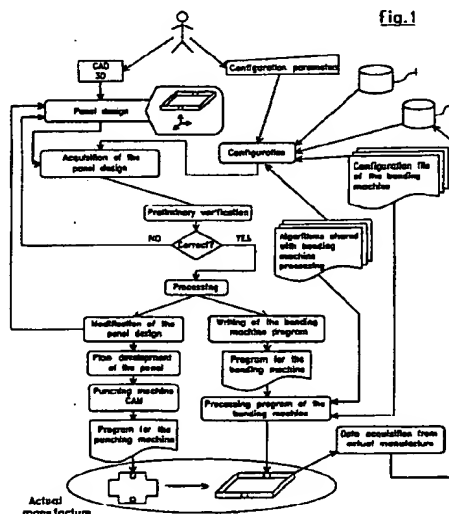 Fig.1
CAD
3D
Configuration parameters
Panel design
Acquisition of the
panel design
Configuration
Configuration file
of the bending
machine
Preliminary verification
NO
Correct?
YES
Algorithms shared with
bending machine
processing
Processing
Modification of the
panel design
Writing of the bending
machine program
Plan development
of the panel
Program for the
bending machine
Punching machine
CAM
Processing program of the
bending machine
Program for the
punching machine
Data acquisition from
actual manufacture
Actual
manufacture